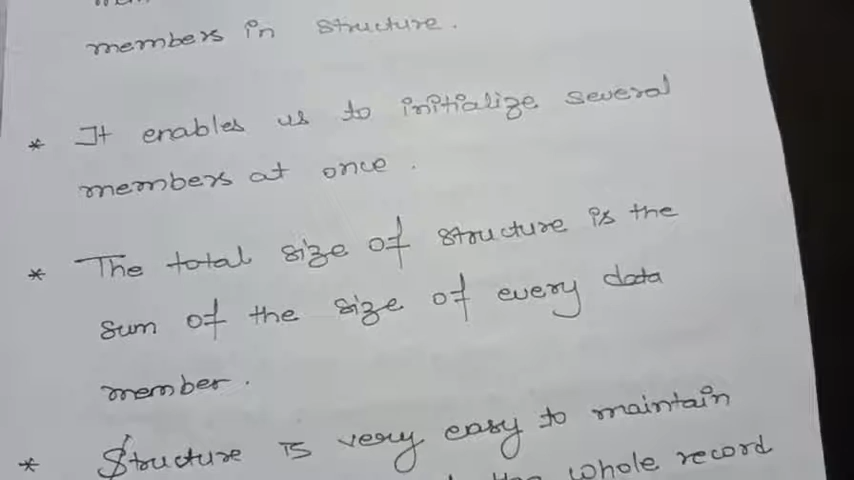 members in structure.
* It enables us to initialize several
members at once.
* The total size of structure is the
sum of the size of every data
member.
* Structure is very easy to maintain
the whole record